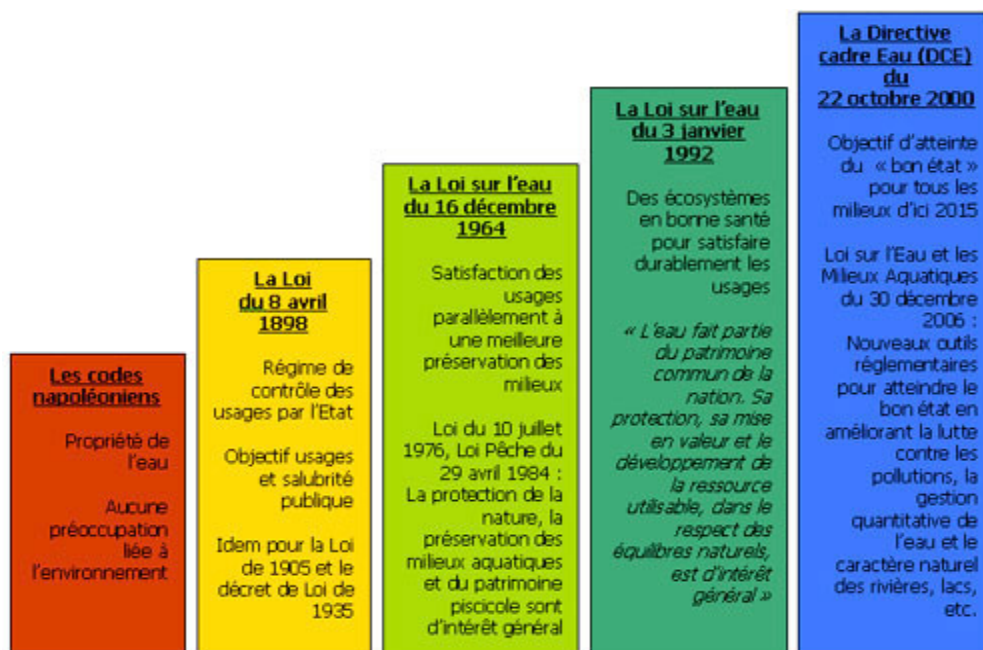 Les codes
napoléoniens
Propriété de
l'eau
Aucune
préoccupation
liée à
l'environnement
La Loi
du 8 avril
1898
Régime de
contrôle des
usages par l'Etat
Objectif usages
et salubrité
publique
Idem pour la Loi
de 1905 et le
décret de Loi de
1935
La Loi sur l'eau
du 16 décembre
1964
Satisfaction des
usages
parallèlement à
une meilleure
préservation des
milieux
Loi du 10 juillet
1976, Loi Pêche du
29 avril 1984 :
La protection de la
nature, la
préservation des
milieux aquatiques
et du patrimoine
piscicole sont
d'intérêt général
La Loi sur l'eau
du 3 janvier
1992
Des écosystèmes
en bonne santé
pour satisfaire
durablement les
usages
« L'eau fait partie
du patrimoine
commun de la
nation. Sa
protection, sa mise
en valeur et le
développement de
la ressource
utilisable, dans le
respect des
équilibres naturels,
est d'intérêt
général »
La Directive
cadre Eau (DCE)
du
22 octobre 2000
Objectif d'atteinte
du « bon état »
pour tous les
milieux d'ici 2015
Loi sur l'Eau et les
Milieux Aquatiques
du 30 décembre
2006 :
Nouveaux outils
réglementaires
pour atteindre le
bon état en
améliorant la lutte
contre les
pollutions, la
gestion
quantitative de
l'eau et le
caractère naturel
des rivières, lacs,
etc.